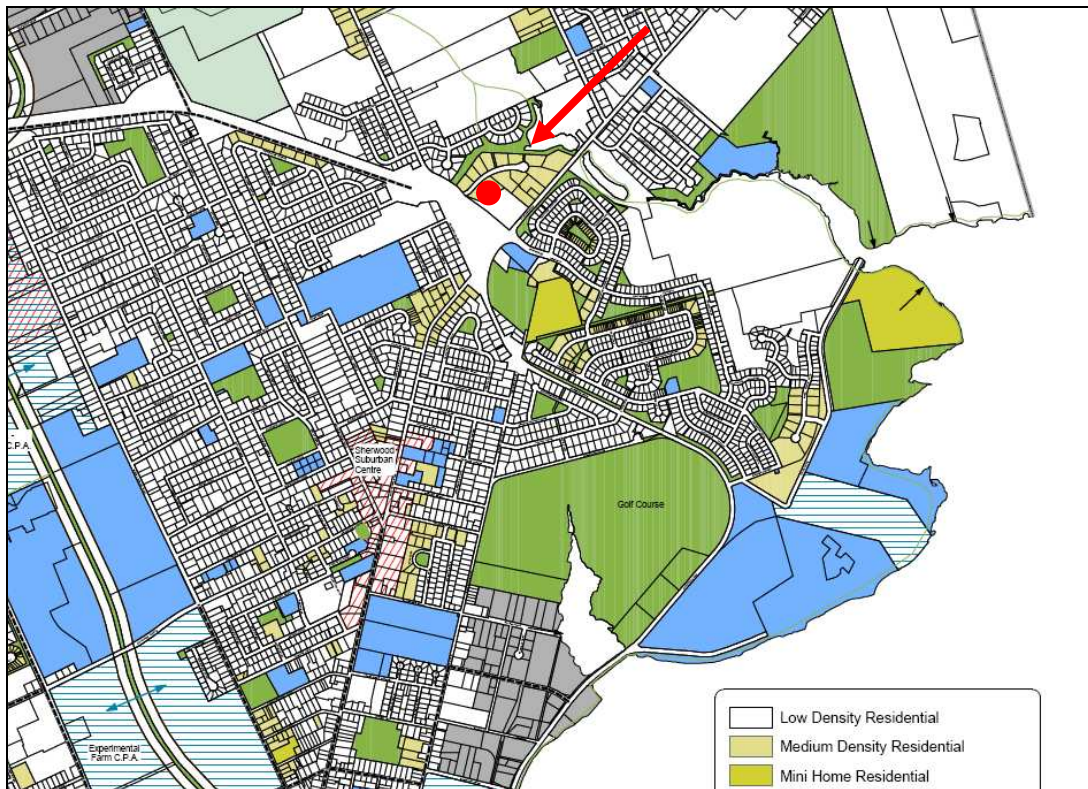 C.P.A.
Sherwood
Suburban
Centre
Golf Course
Experimental
Farm C.P.A.
Low Density Residential
Medium Density Residential
Mini Home Residential